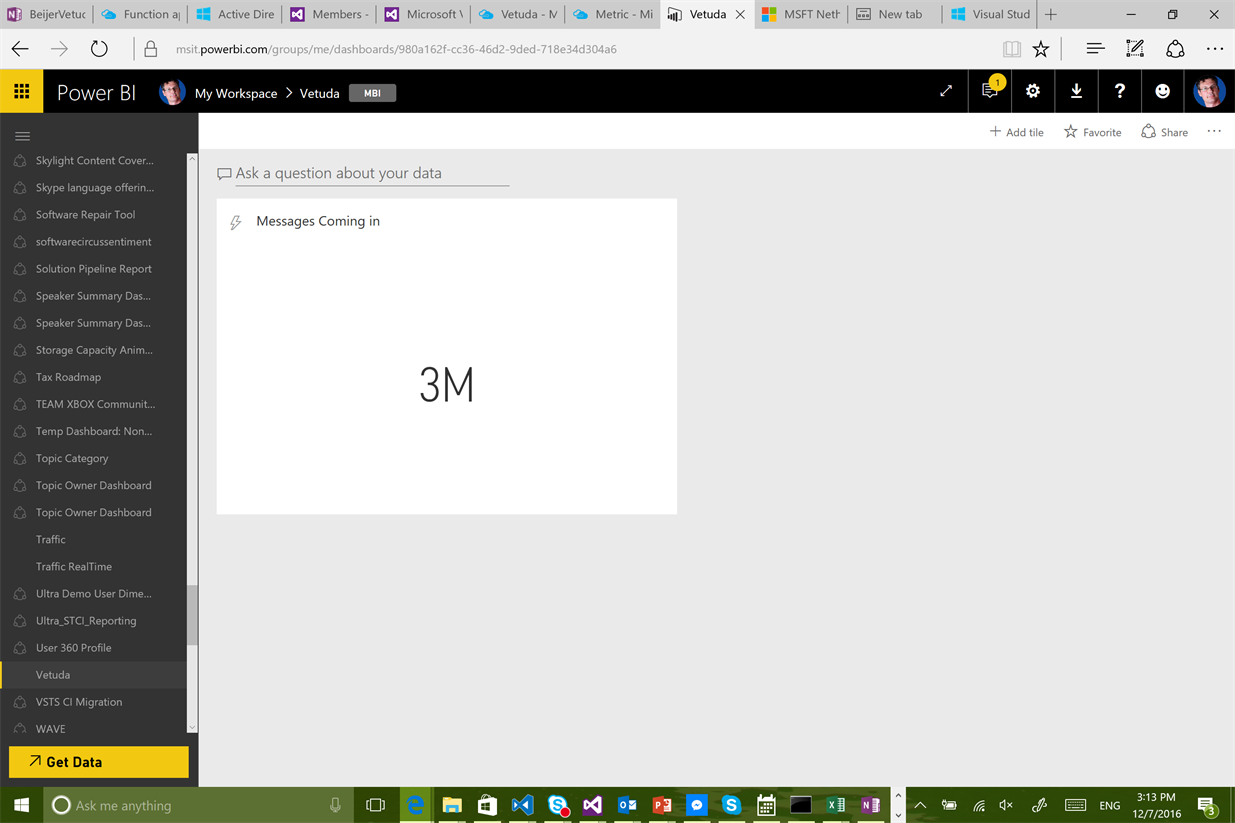 BeijerVetuc
Function ap
Active Dire
Members -
Microsoft V
Vetuda - M
Metric - Mi
Vetuda
MSFT Neth
New tab
Visual Stud
msit.powerbi.com/groups/me/dashboards/980a162f-cc36-46d2-9ded-718e34d304a6
Power BI
My Workspace > Vetuda
MBI
1
Add tile
Favorite
Share
Skylight Content Cover...
Skype language offerin...
Software Repair Tool
softwarecircussentiment
Solution Pipeline Report
Speaker Summary Das...
Speaker Summary Das...
Storage Capacity Anim...
Tax Roadmap
TEAM XBOX Communit...
Temp Dashboard: Non...
Topic Category
Topic Owner Dashboard
Topic Owner Dashboard
Traffic
Traffic RealTime
Ultra Demo User Dime...
Ultra_STCI_Reporting
User 360 Profile
Vetuda
VSTS CI Migration
WAVE
Get Data
Ask a question about your data
Messages Coming in
3M
Ask me anything
ENG
3:13 PM
12/7/2016
3